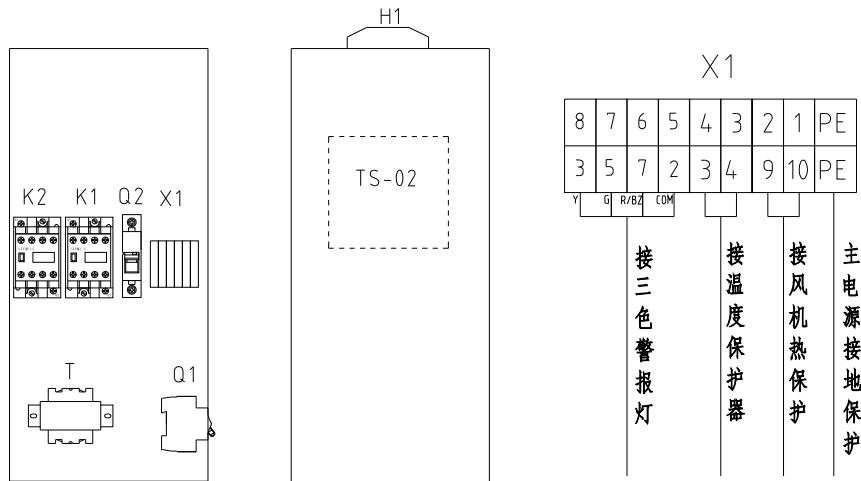 H1
X1
8 7 6 5 4 3 2 1 PE
3 5 7 2 3 4 9 10 PE
Y G R/BZ COM
TS-02
K2 K1 Q2 X1
T Q1
接三色警报灯
接温度保护器
接风机热保护
主电源接地保护